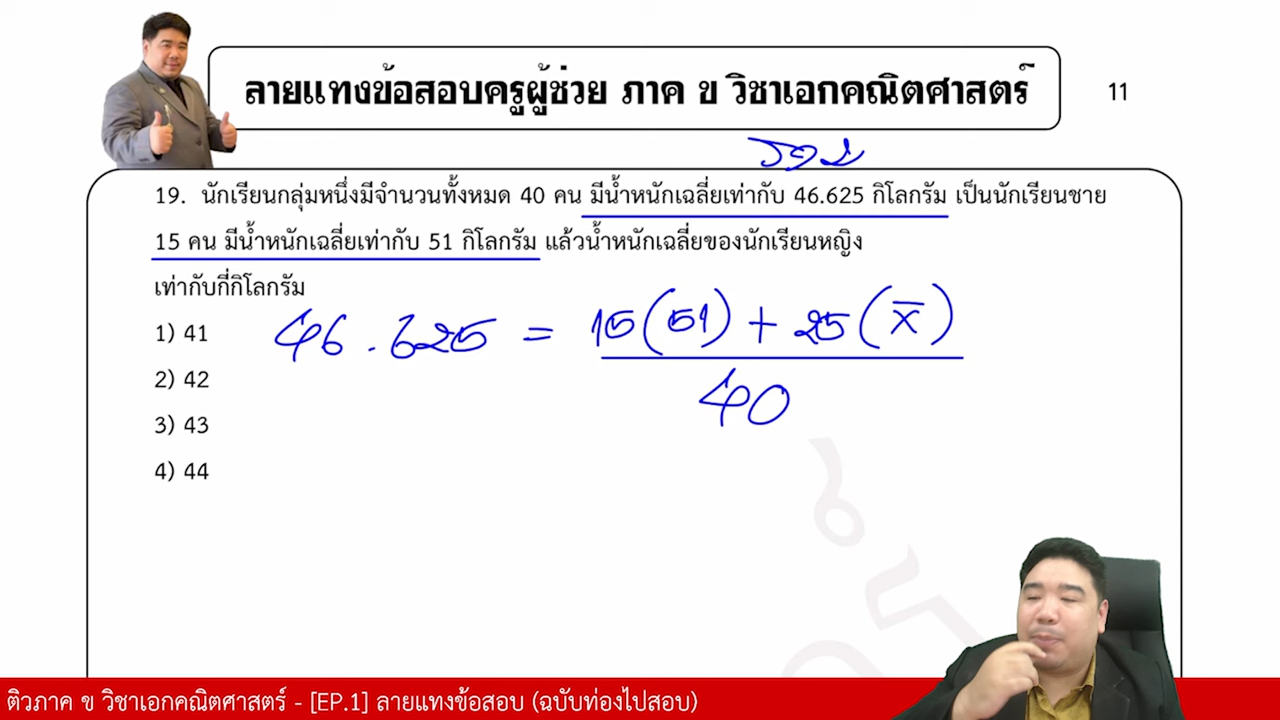 ลายแทงข้อสอบครูผู้ช่วย ภาค ข วิชาเอกคณิตศาสตร์
11
รวม
19. นักเรียนกลุ่มหนึ่งมีจำนวนทั้งหมด 40 คน มีน้ำหนักเฉลี่ยเท่ากับ 46.625 กิโลกรัม เป็นนักเรียนชาย
15 คน มีน้ำหนักเฉลี่ยเท่ากับ 51 กิโลกรัม แล้วน้ำหนักเฉลี่ยของนักเรียนหญิง
เท่ากับกี่กิโลกรัม
1) 41
2) 42
3) 43
4) 44
46.625 = 15(51) + 25(x̄)
40
ติวภาค ข วิชาเอกคณิตศาสตร์ - [EP.1] ลายแทงข้อสอบ (ฉบับท่องไปสอบ)